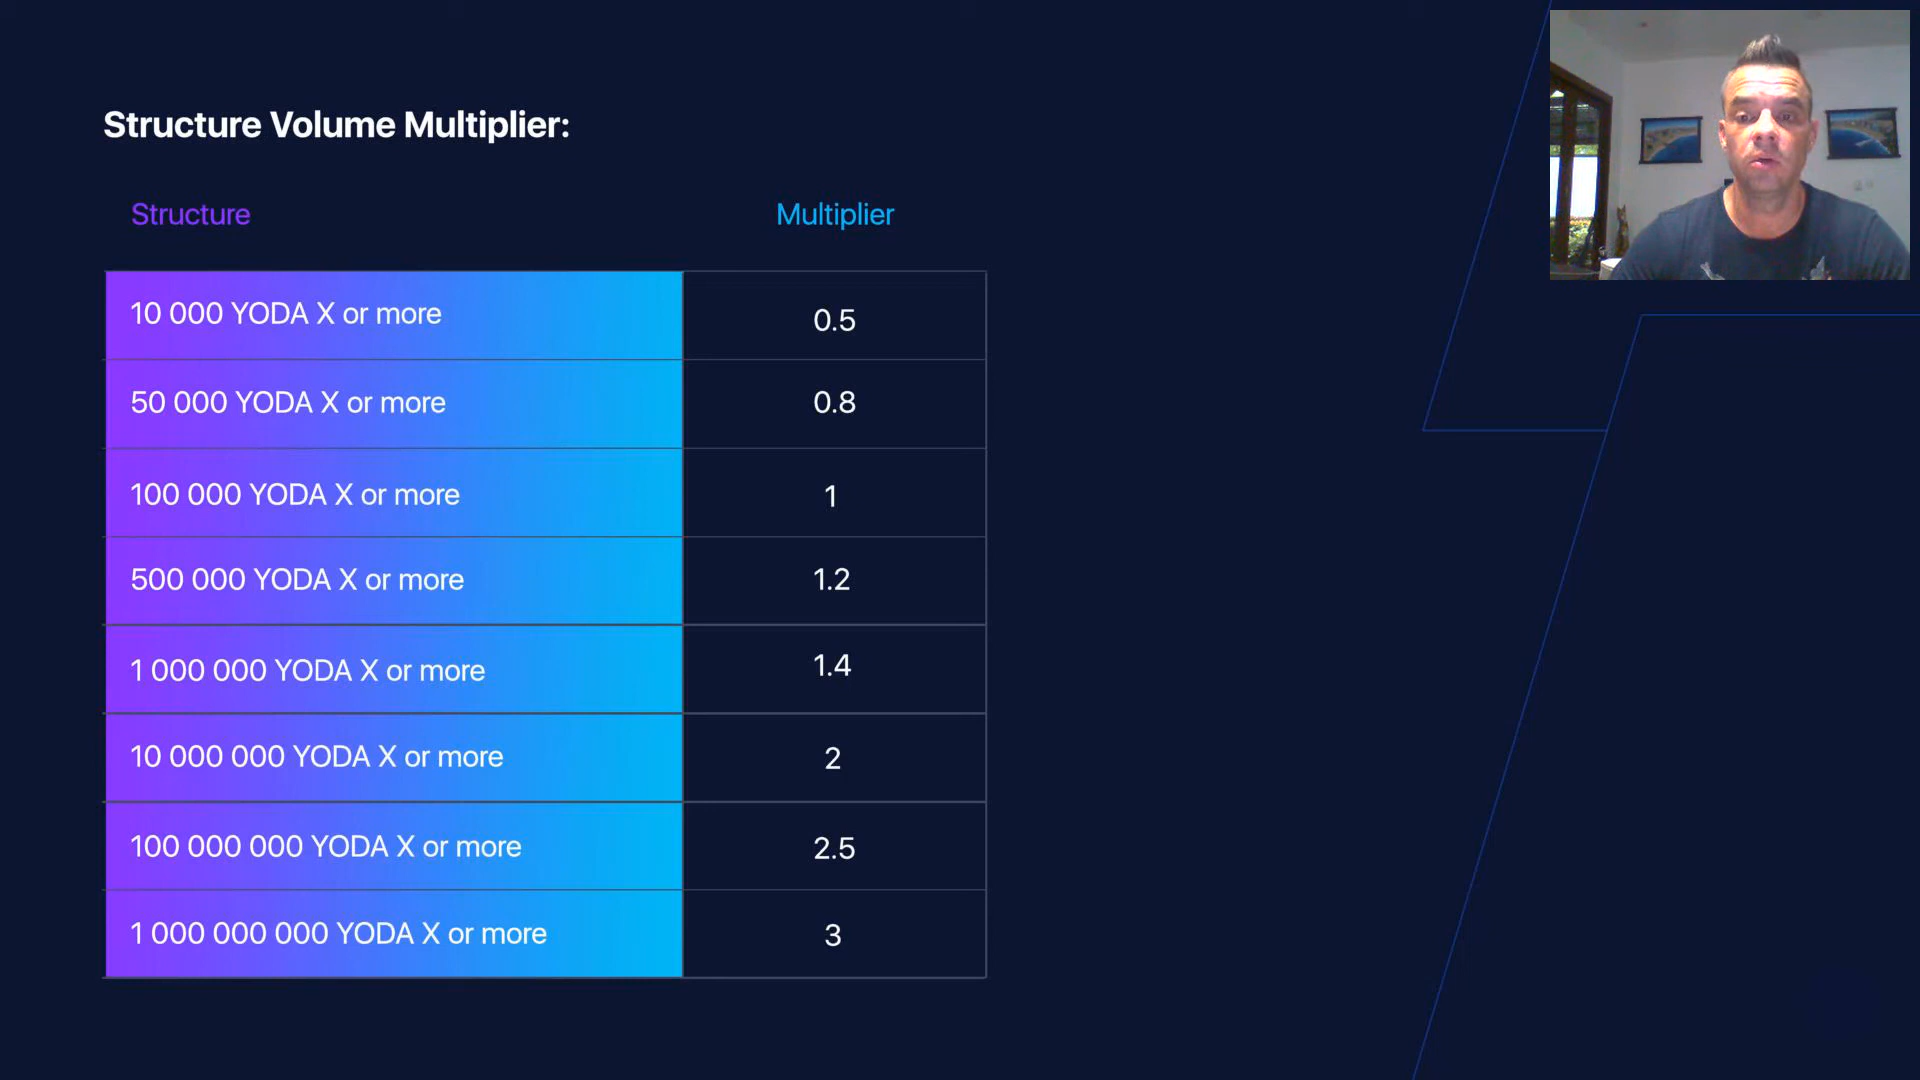 Structure Volume Multiplier:
Structure Multiplier
10 000 YODA X or more 0.5
50 000 YODA X or more 0.8
100 000 YODA X or more 1
500 000 YODA X or more 1.2
1 000 000 YODA X or more 1.4
10 000 000 YODA X or more 2
100 000 000 YODA X or more 2.5
1 000 000 000 YODA X or more 3